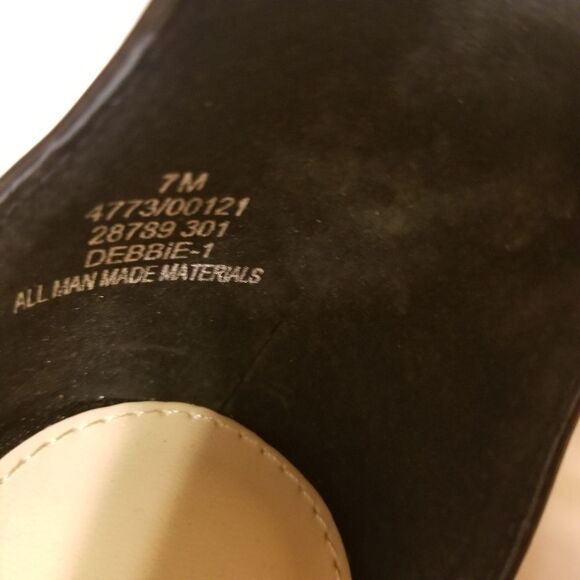 7M
4773/00121
28789 301
DEBBiE-1
ALL MAN MADE MATERIALS